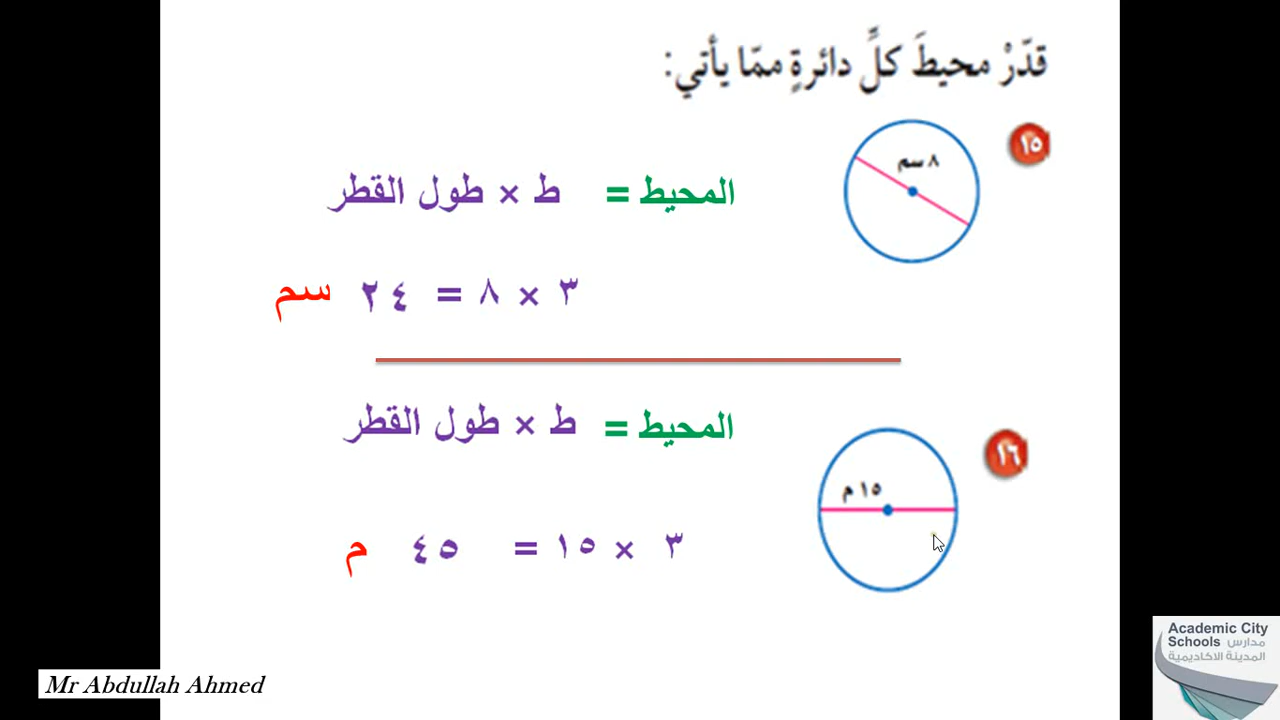 قدّرْ محيطَ كلِّ دائرةٍ ممّا يأتي:
١٥
٨ سم
المحيط = ط × طول القطر
٣ × ٨ = ٢٤ سم
١٦
١٥ م
المحيط = ط × طول القطر
٣ × ١٥ = ٤٥ م
Mr Abdullah Ahmed
Academic City
Schools مدارس
المدينة الاكاديمية